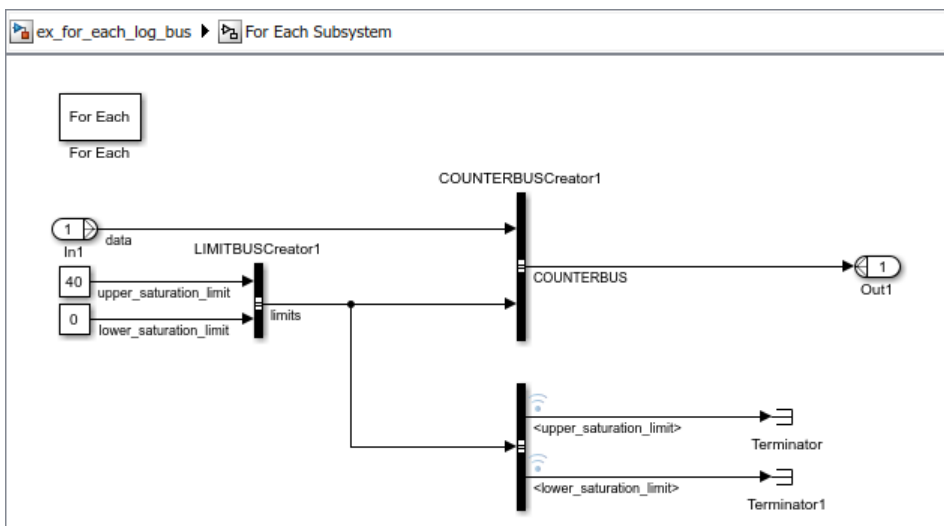 ex_for_each_log_bus For Each Subsystem
For Each
For Each
COUNTERBUSCreator1
1
data
In1
LIMITBUSCreator1
40
upper_saturation_limit
0
lower_saturation_limit
limits
COUNTERBUS
1
Out1
<upper_saturation_limit>
Terminator
<lower_saturation_limit>
Terminator1